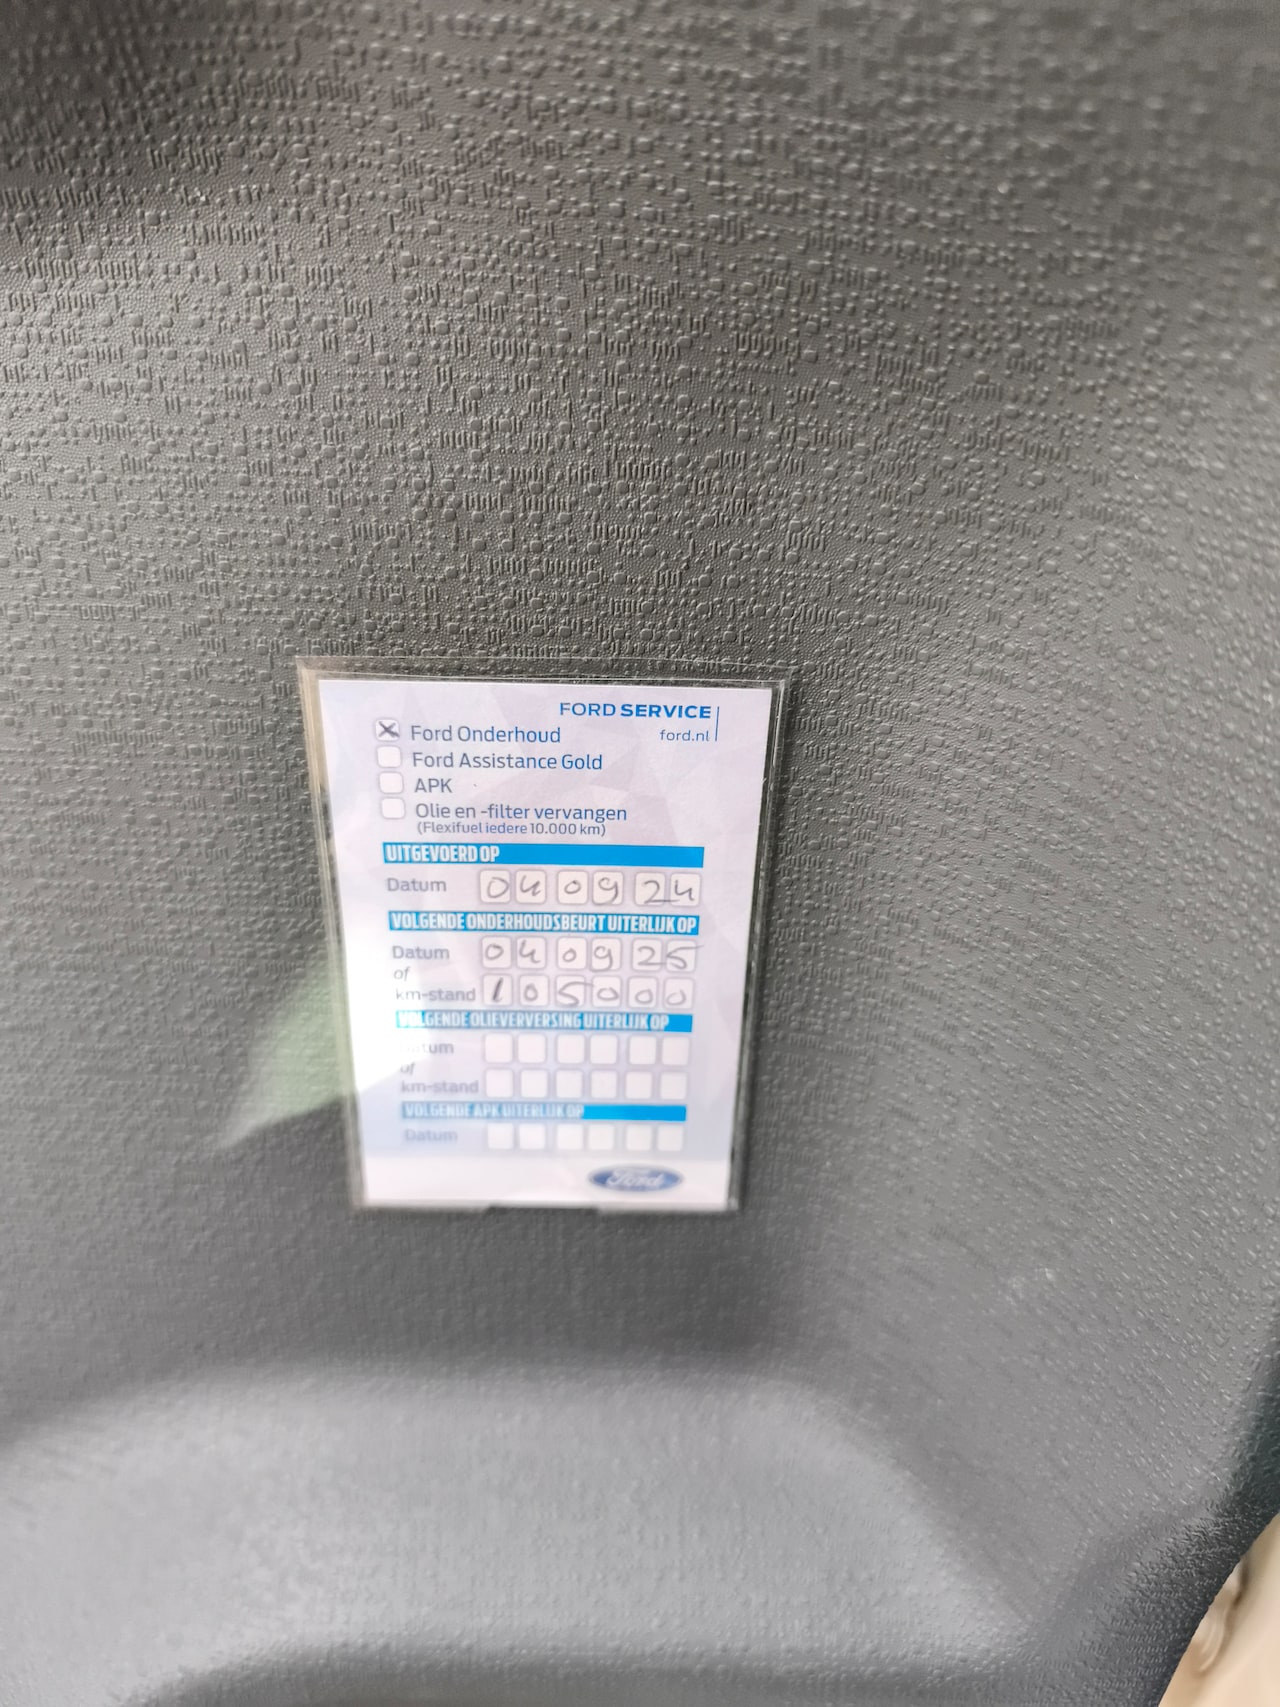 FORD SERVICE
ford.nl
Ford Onderhoud
Ford Assistance Gold
APK
Olie en -filter vervangen
(Flexifuel iedere 10.000 km)
UITGEVOERD OP
Datum 04 09 24
VOLGENDE ONDERHOUDSBEURT UITERLIJK OP
Datum 04 09 25
of
km-stand 105000
VOLGENDE OLIEVERVERSING UITERLIJK OP
Datum
of
km-stand
VOLGENDE APK UITERLIJK OP
Datum
Ford